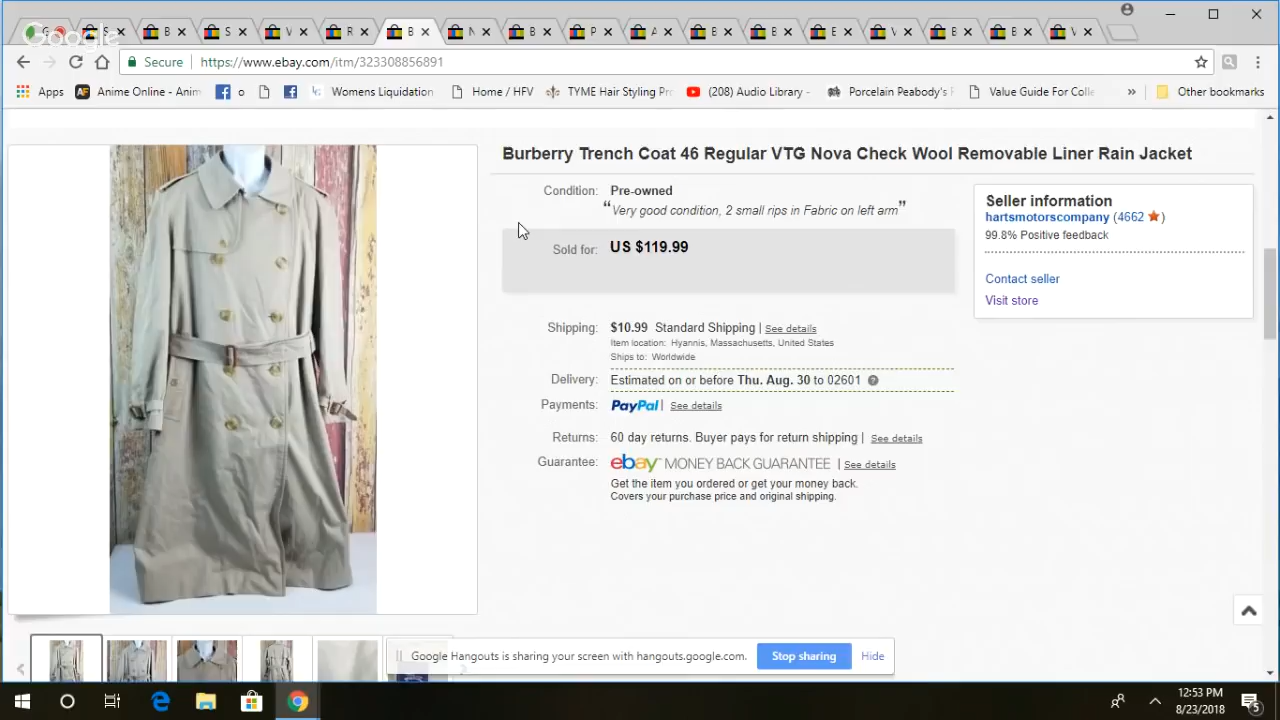 Google
Secure
https://www.ebay.com/itm/323308856891
Apps
Anime Online - Anim
o
Womens Liquidation
Home / HFV
TYME Hair Styling Pro
(208) Audio Library -
Porcelain Peabody's
Value Guide For Colle
»
Other bookmarks
Burberry Trench Coat 46 Regular VTG Nova Check Wool Removable Liner Rain Jacket
Condition: Pre-owned
“Very good condition, 2 small rips in Fabric on left arm”
Sold for: US $119.99
Shipping: $10.99 Standard Shipping | See details
Item location: Hyannis, Massachusetts, United States
Ships to: Worldwide
Delivery: Estimated on or before Thu. Aug. 30 to 02601
Payments: PayPal | See details
Returns: 60 day returns. Buyer pays for return shipping | See details
Guarantee: ebay MONEY BACK GUARANTEE | See details
Get the item you ordered or get your money back.
Covers your purchase price and original shipping.
Seller information
hartsmotorscompany (4662 ★)
99.8% Positive feedback
Contact seller
Visit store
Google Hangouts is sharing your screen with hangouts.google.com.
Stop sharing
Hide
12:53 PM
8/23/2018
5